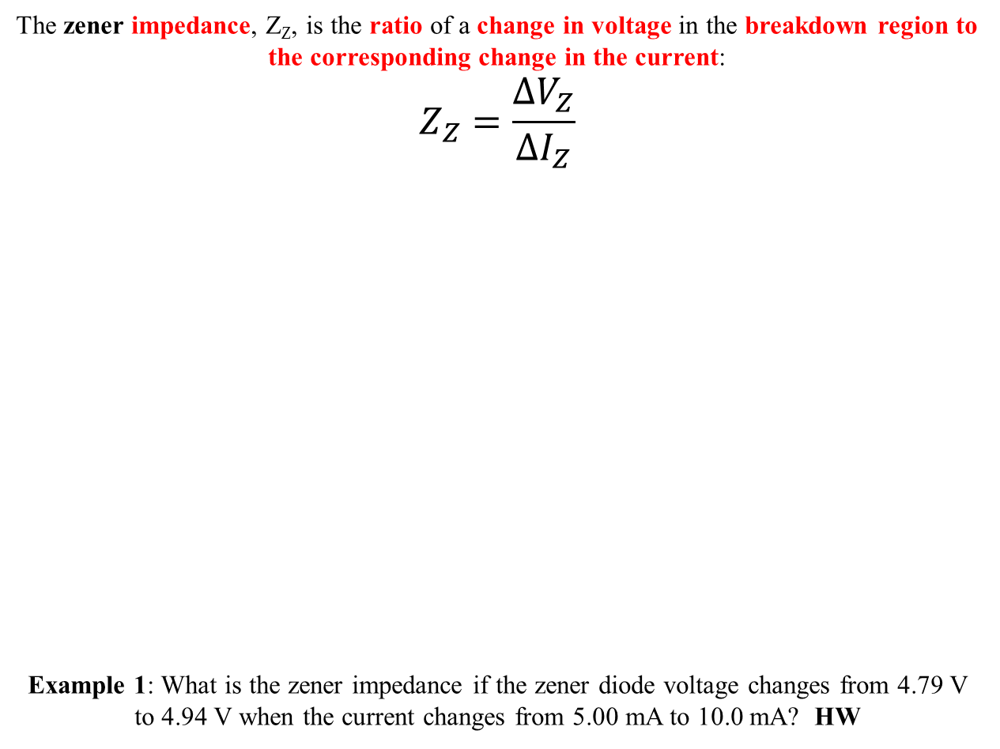 The zener impedance, Z_Z, is the ratio of a change in voltage in the breakdown region to
the corresponding change in the current:
Z_Z = ΔV_Z / ΔI_Z
Example 1: What is the zener impedance if the zener diode voltage changes from 4.79 V
to 4.94 V when the current changes from 5.00 mA to 10.0 mA? HW